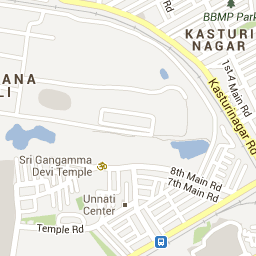 BBMP Park
KASTURI
NAGAR
1st 4 Main Rd
ANA
LI
Kasturinagar Rd
Sri Gangamma
Devi Temple
8th Main Rd
7th Main Rd
Unnati
Center
Temple Rd